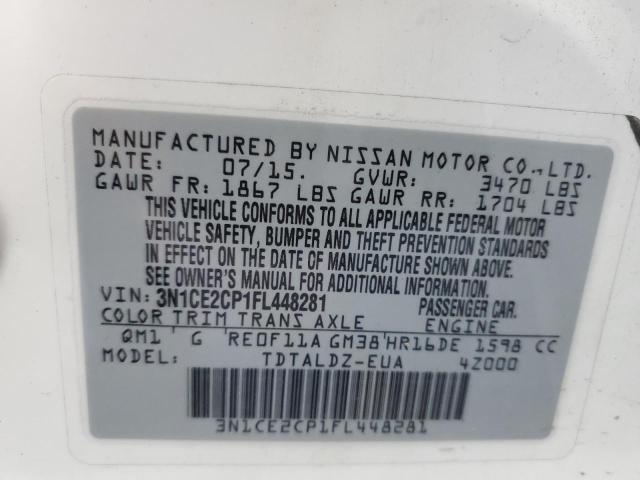 MANUFACTURED BY NISSAN MOTOR CO., LTD.
DATE: 07/15. GVWR: 3470 LBS
GAWR FR: 1867 LBS GAWR RR: 1704 LBS
THIS VEHICLE CONFORMS TO ALL APPLICABLE FEDERAL MOTOR
VEHICLE SAFETY, BUMPER AND THEFT PREVENTION STANDARDS
IN EFFECT ON THE DATE OF MANUFACTURE SHOWN ABOVE.
SEE OWNER'S MANUAL FOR ADDITIONAL INFORMATION.
VIN: 3N1CE2CP1FL448281 PASSENGER CAR.
COLOR TRIM TRANS AXLE ENGINE
QM1 G RE0F11A GM38 HR16DE 1598 CC
MODEL: TDTALDZ-EUA 4Z000
3N1CE2CP1FL448281